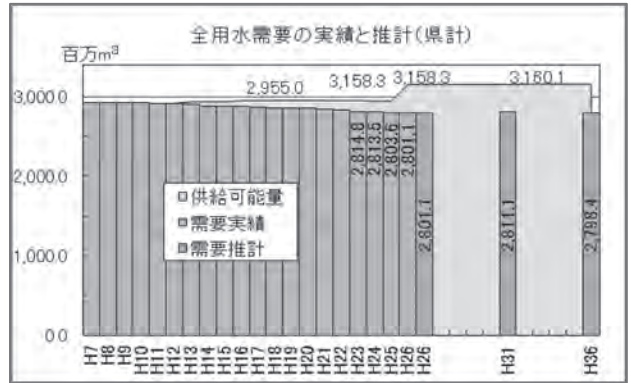 全用水需要の実績と推計(県計)
百万m³
2,955.0
3,158.3
3,158.3
3,160.1
3,000.0
2,000.0
1,000.0
0.0
2,814.8
2,813.5
2,803.6
2,801.1
2,801.1
2,811.1
2,798.4
供給可能量
需要実績
需要推計
H7
H8
H9
H10
H11
H12
H13
H14
H15
H16
H17
H18
H19
H20
H21
H22
H23
H24
H25
H26
H26
H31
H36